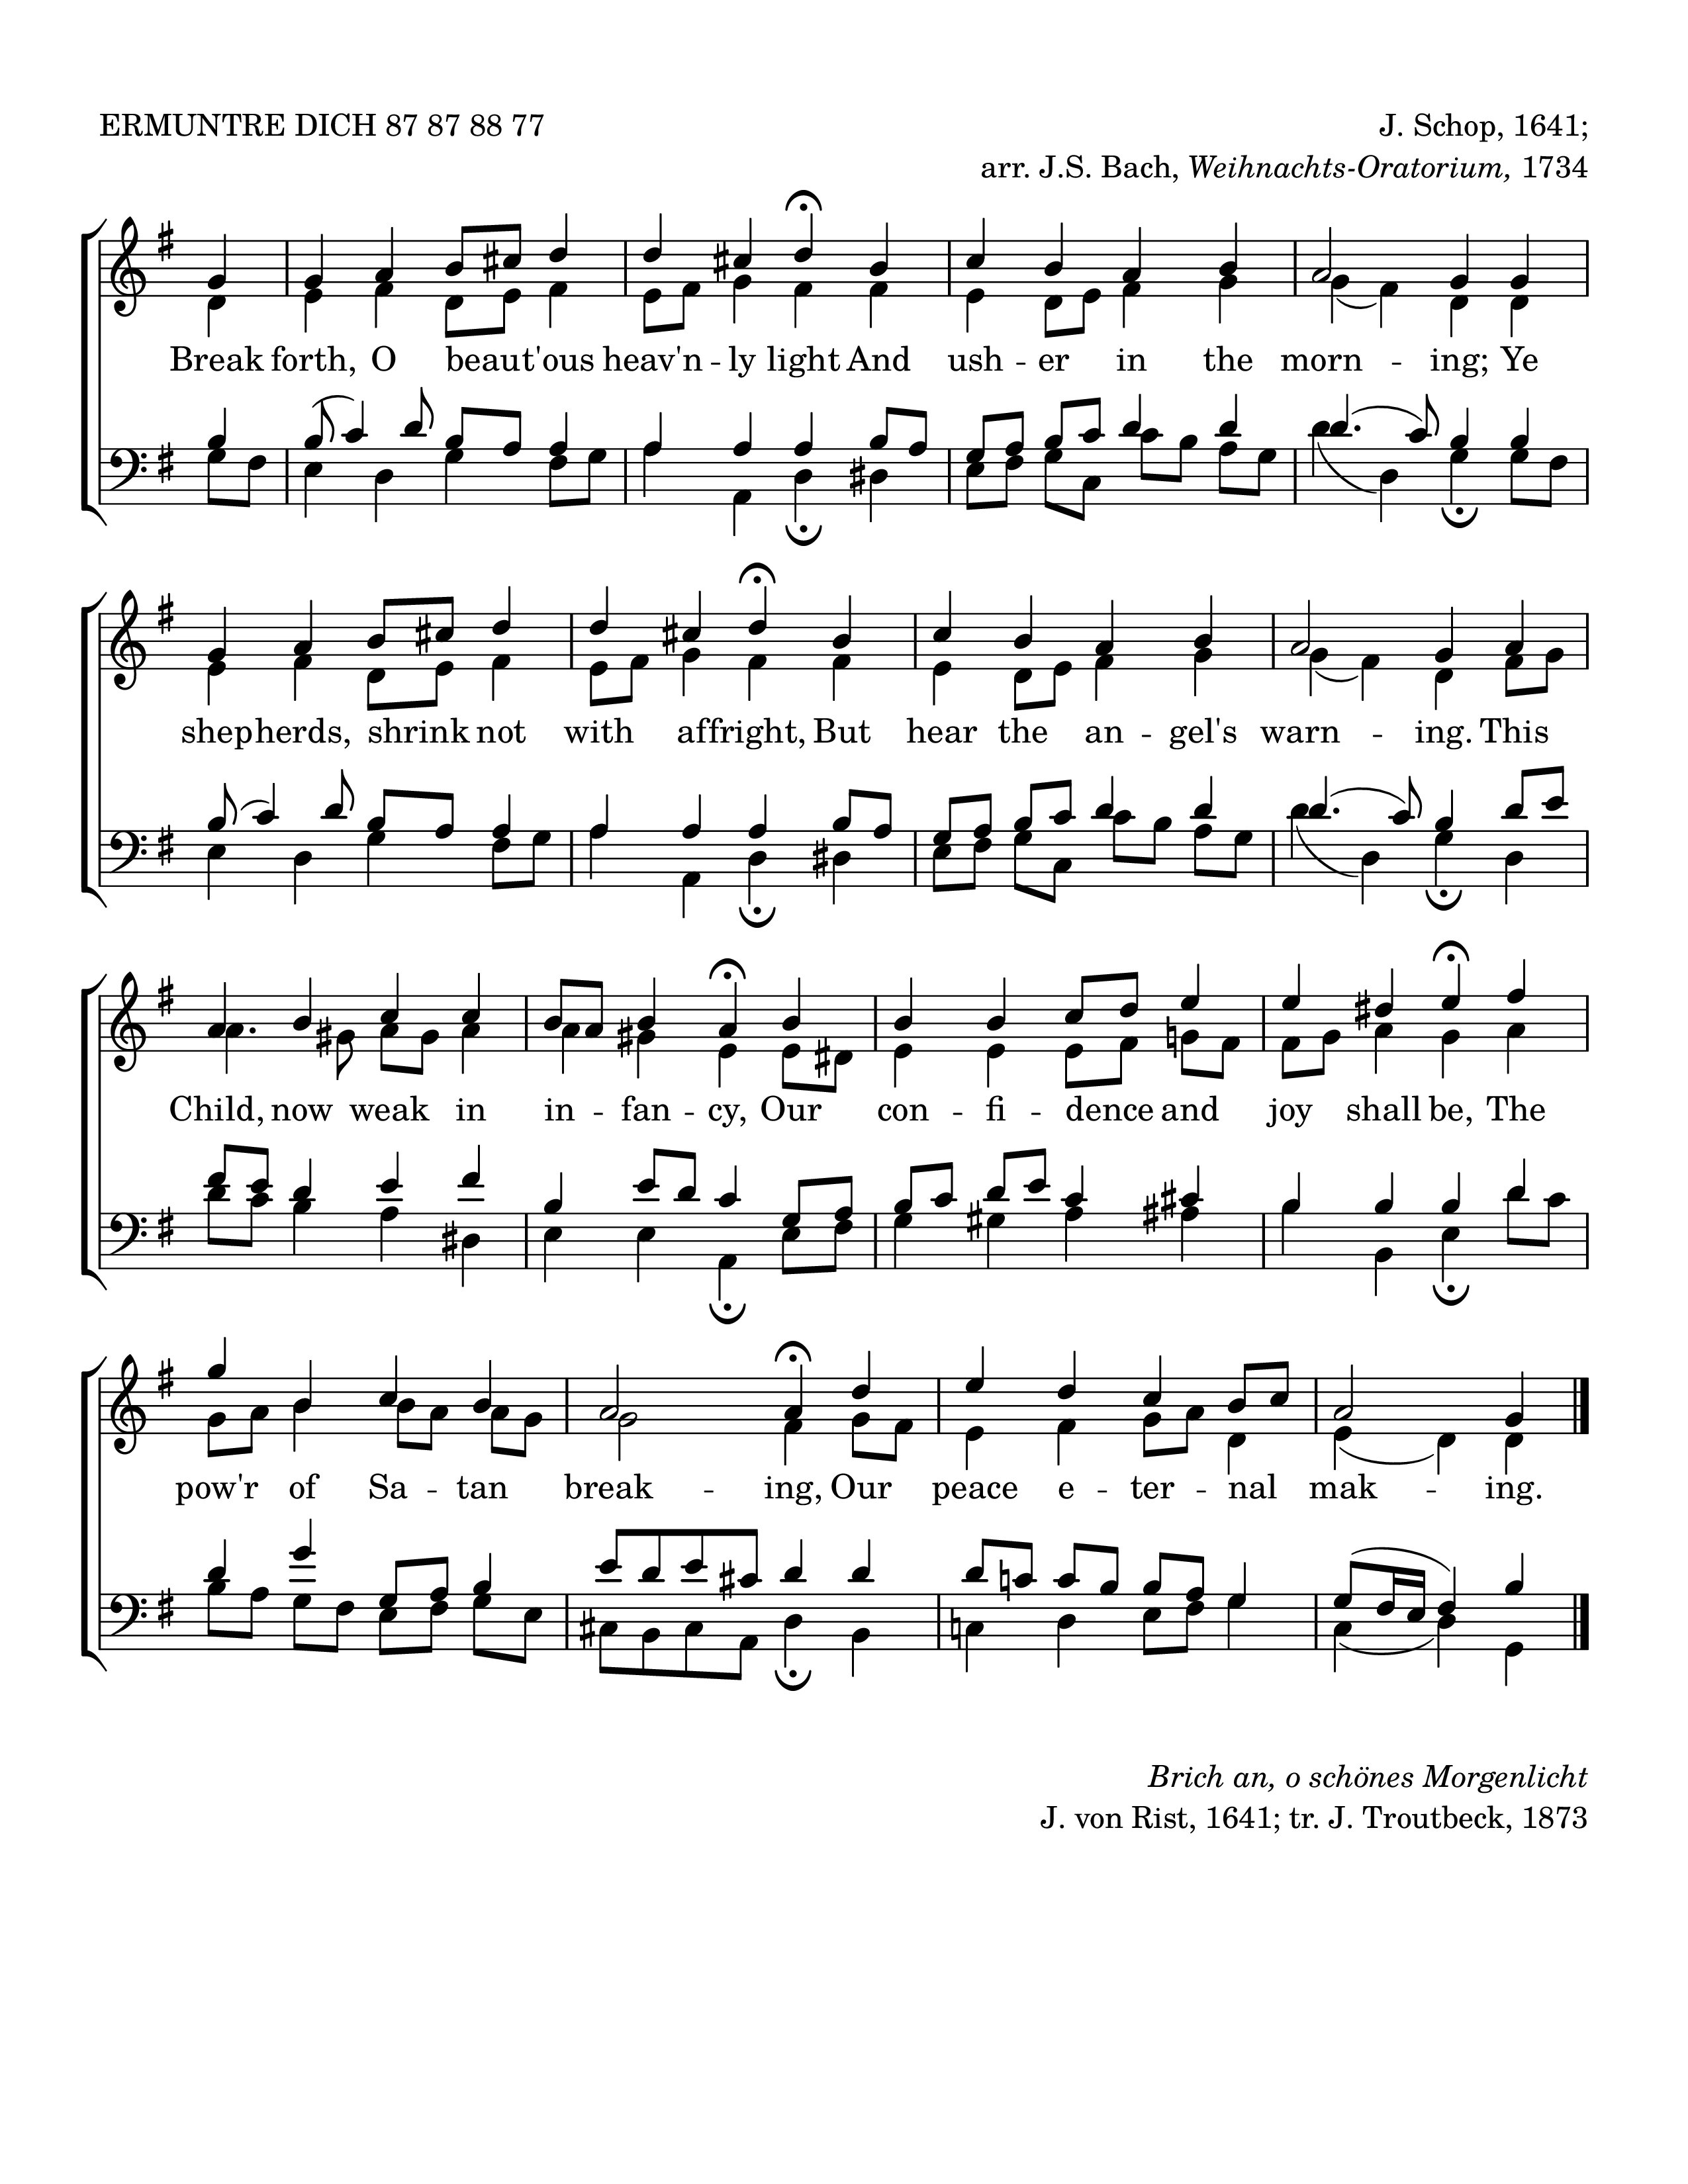 ERMUNTRE DICH 87 87 88 77
J. Schop, 1641;
arr. J.S. Bach, Weihnachts-Oratorium, 1734
Break forth, O beaut'ous heav'n - ly light And ush - er in the morn - ing; Ye
shepherds, shrink not with affright, But hear the an - gel's warn - ing. This
Child, now weak in in - fan - cy, Our con - fi - dence and joy shall be, The
pow'r of Sa - tan break - ing, Our peace e - ter - nal mak - ing.
Brich an, o schönes Morgenlicht
J. von Rist, 1641; tr. J. Troutbeck, 1873